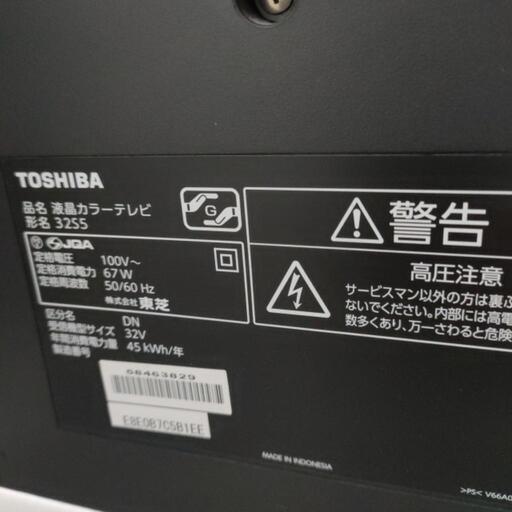 TOSHIBA
品名 液晶カラーテレビ
形名 32S5
G
JQA
定格電圧 100V～
定格消費電力 67W
定格周波数 50/60 Hz
株式会社 東芝
区分名 DN
受信機型サイズ 32V
年間消費電力量 45 kWh/年
製造番号
68463829
E8E0B7C5B1EE
警告
高圧注意
サービスマン以外の方は裏ぶ
ないでください。内部には高電
数多くあり、万一さわると危険
MADE IN INDONESIA
>PS< V66A0